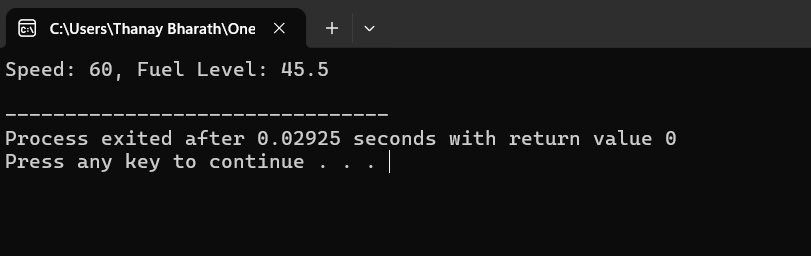 C:\Users\Thanay Bharath\One
Speed: 60, Fuel Level: 45.5
--------------------------------
Process exited after 0.02925 seconds with return value 0
Press any key to continue . . .